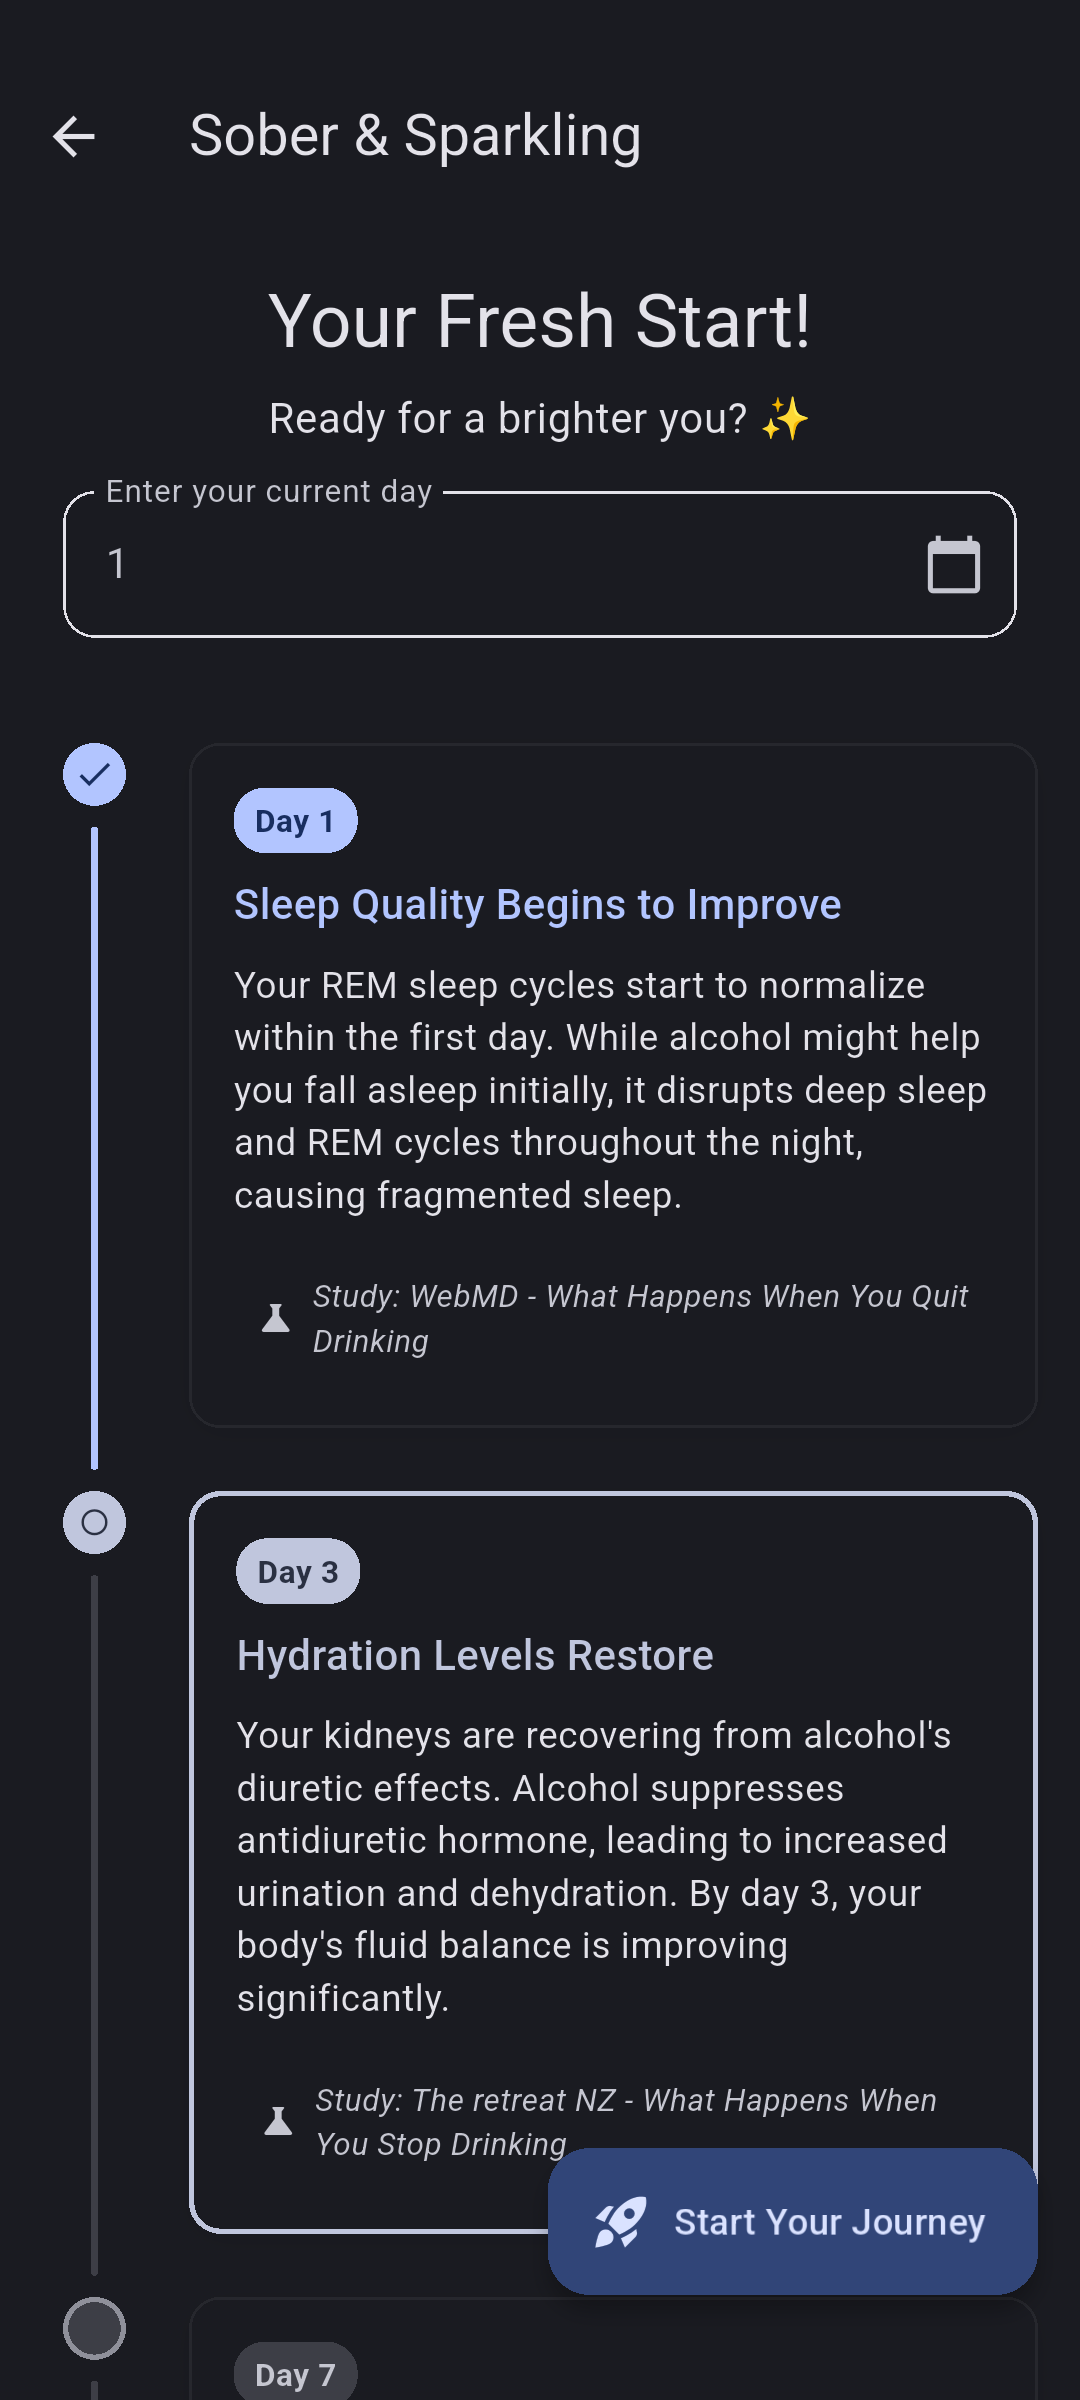 Sober & Sparkling
Your Fresh Start!
Ready for a brighter you? ✨
Enter your current day
1
Day 1
Sleep Quality Begins to Improve
Your REM sleep cycles start to normalize
within the first day. While alcohol might help
you fall asleep initially, it disrupts deep sleep
and REM cycles throughout the night,
causing fragmented sleep.
Study: WebMD - What Happens When You Quit
Drinking
Day 3
Hydration Levels Restore
Your kidneys are recovering from alcohol's
diuretic effects. Alcohol suppresses
antidiuretic hormone, leading to increased
urination and dehydration. By day 3, your
body's fluid balance is improving
significantly.
Study: The retreat NZ - What Happens When
You Stop Drinking
Start Your Journey
Day 7